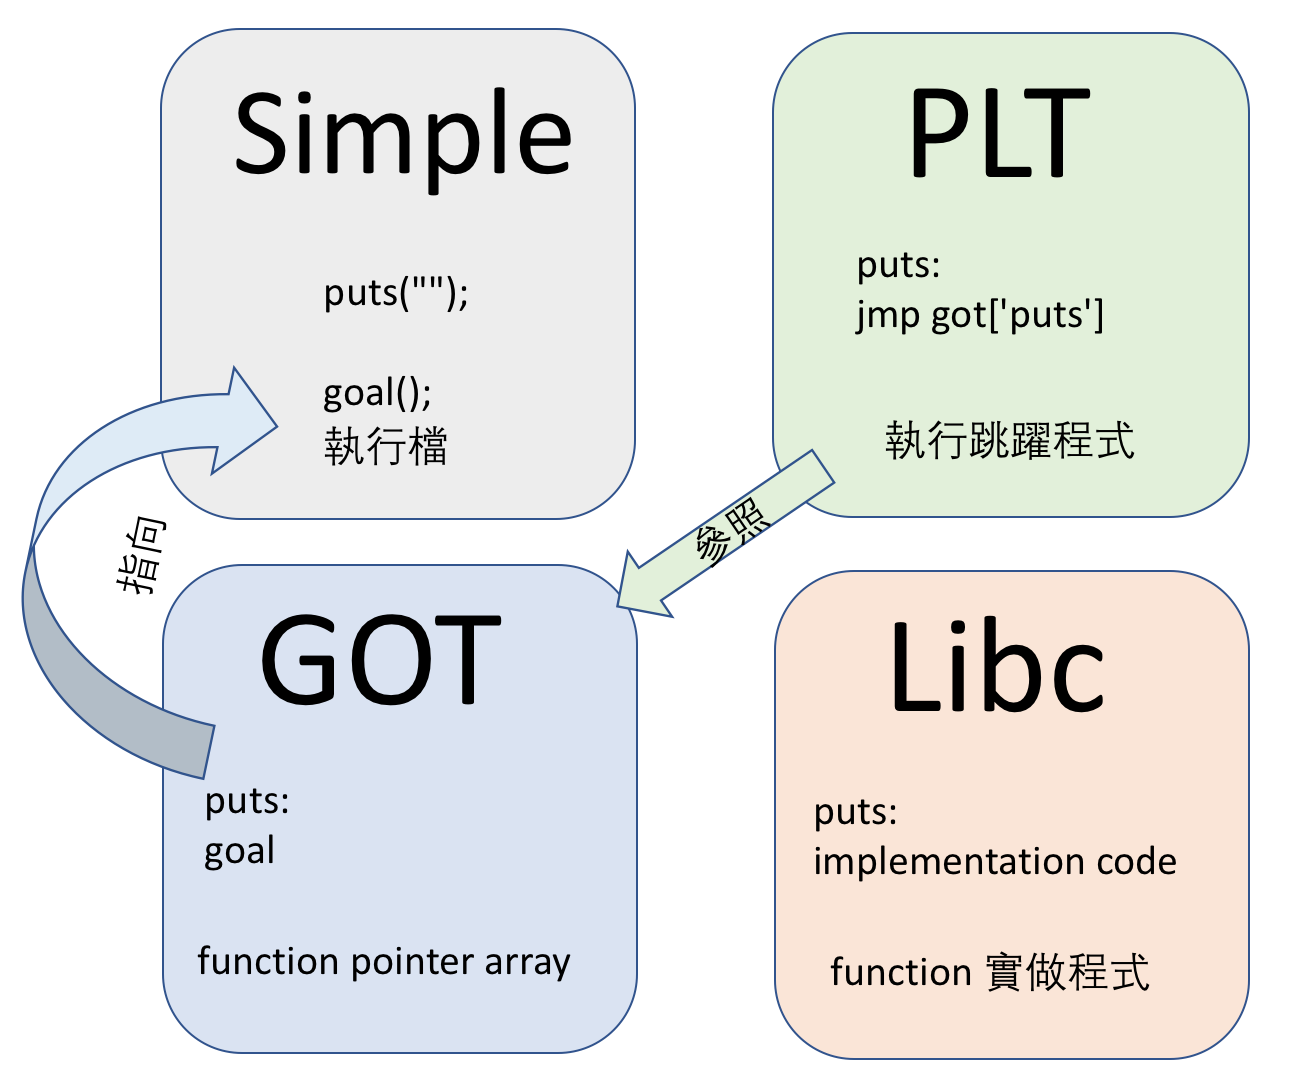 Simple
puts("");
goal();
執行檔
PLT
puts:
jmp got['puts']
執行跳躍程式
指向
參照
GOT
puts:
goal
function pointer array
Libc
puts:
implementation code
function 實做程式